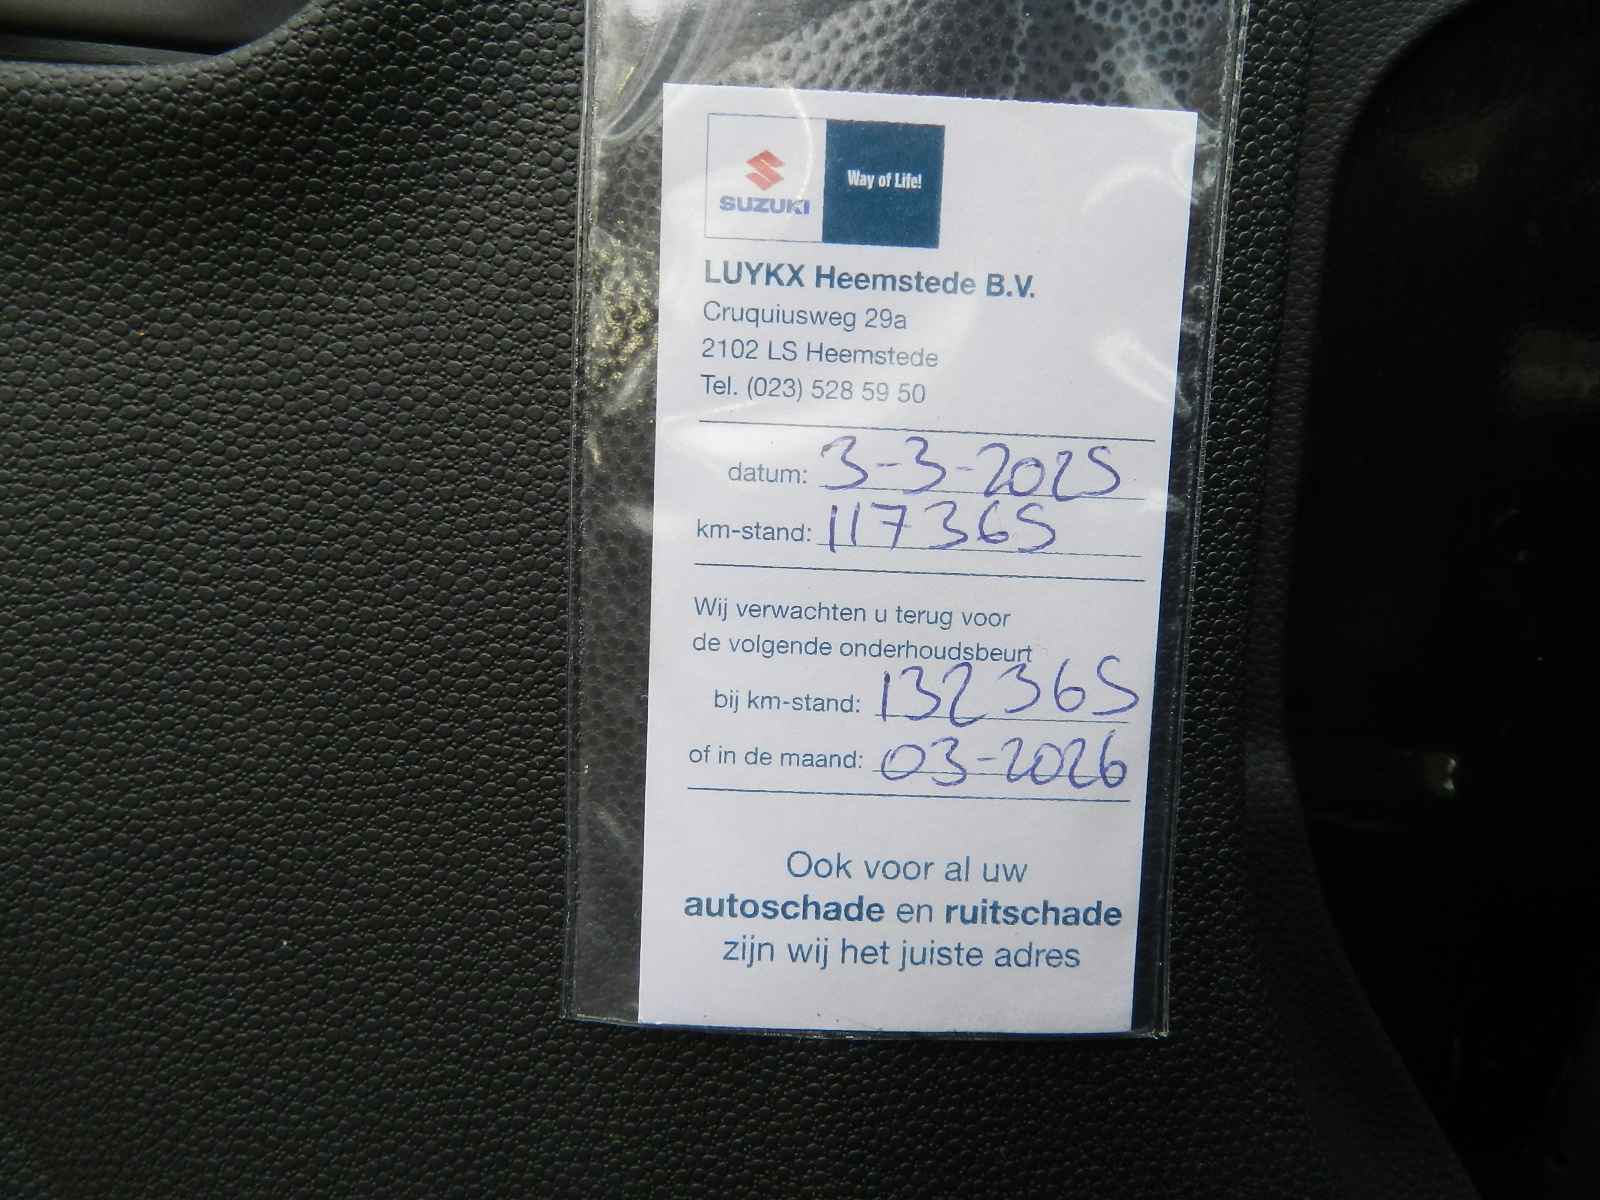 SUZUKI
Way of Life!
LUYKX Heemstede B.V.
Cruquiusweg 29a
2102 LS Heemstede
Tel. (023) 528 59 50
datum: 3-3-2025
km-stand: 117365
Wij verwachten u terug voor
de volgende onderhoudsbeurt
bij km-stand: 132365
of in de maand: 03-2026
Ook voor al uw
autoschade en ruitschade
zijn wij het juiste adres